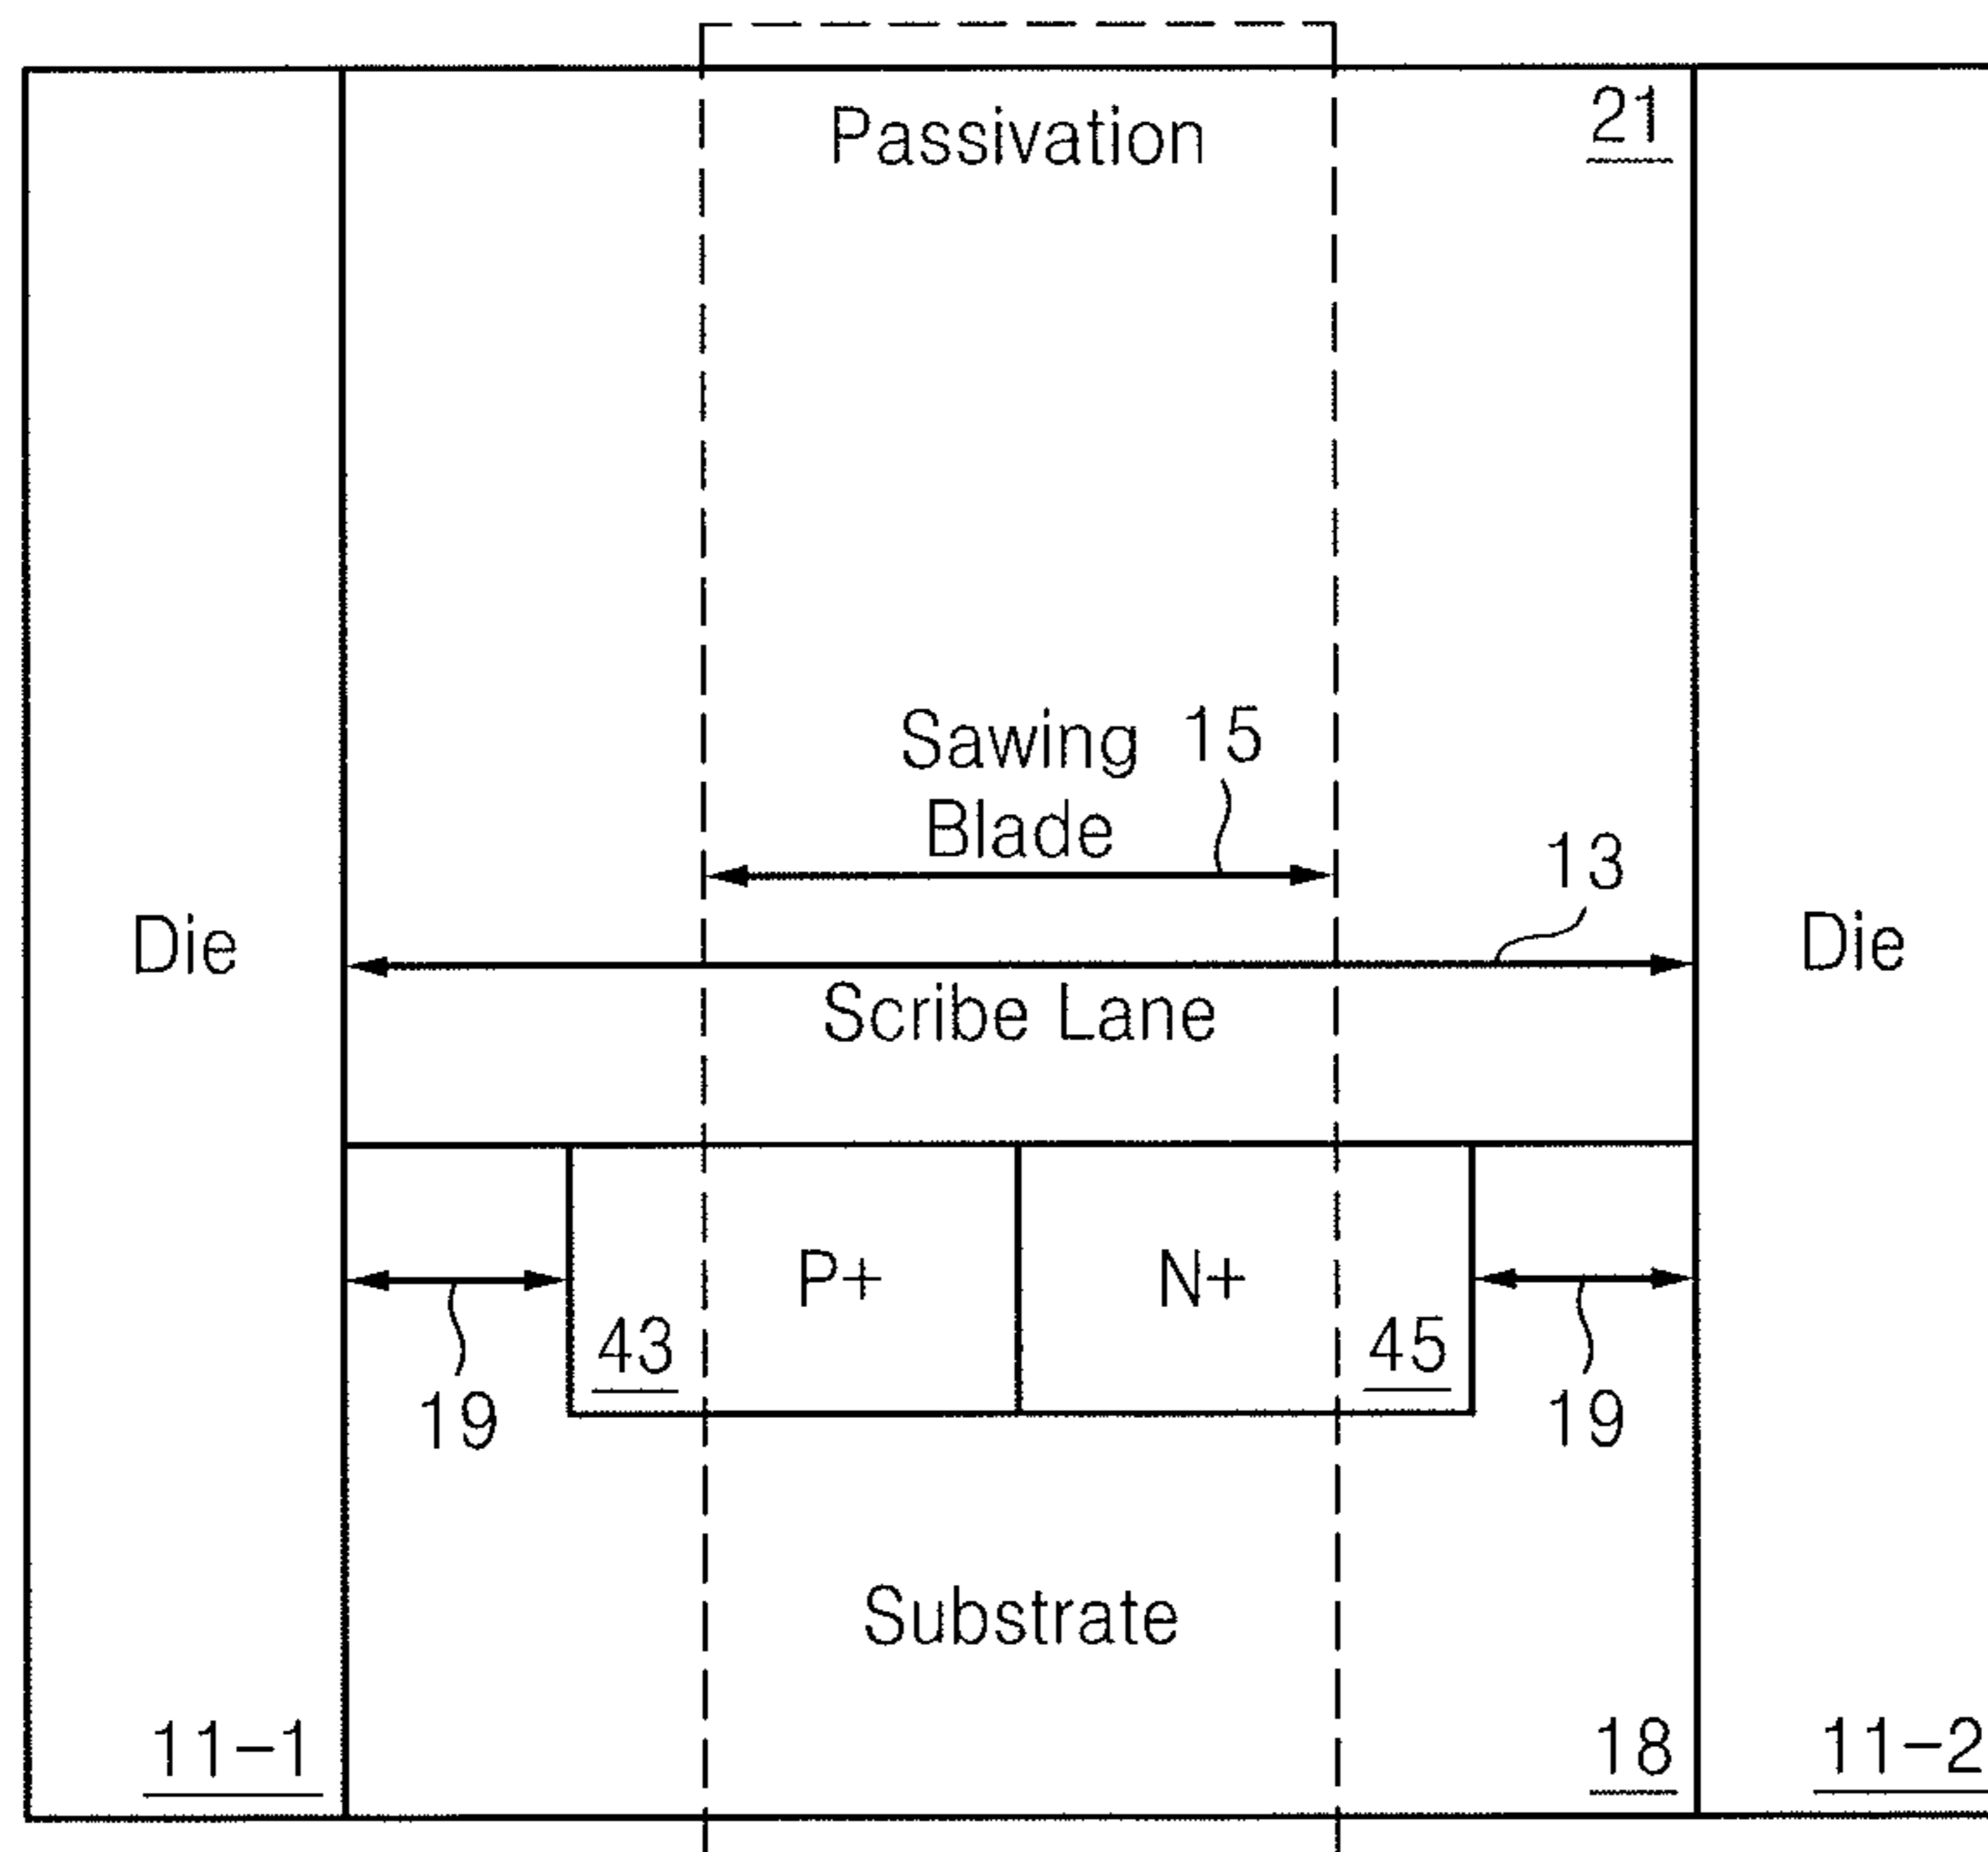 Passivation
21
Sawing 15
Blade
13
Die
Die
Scribe Lane
P+
N+
43
45
19
19
Substrate
11-1
18
11-2